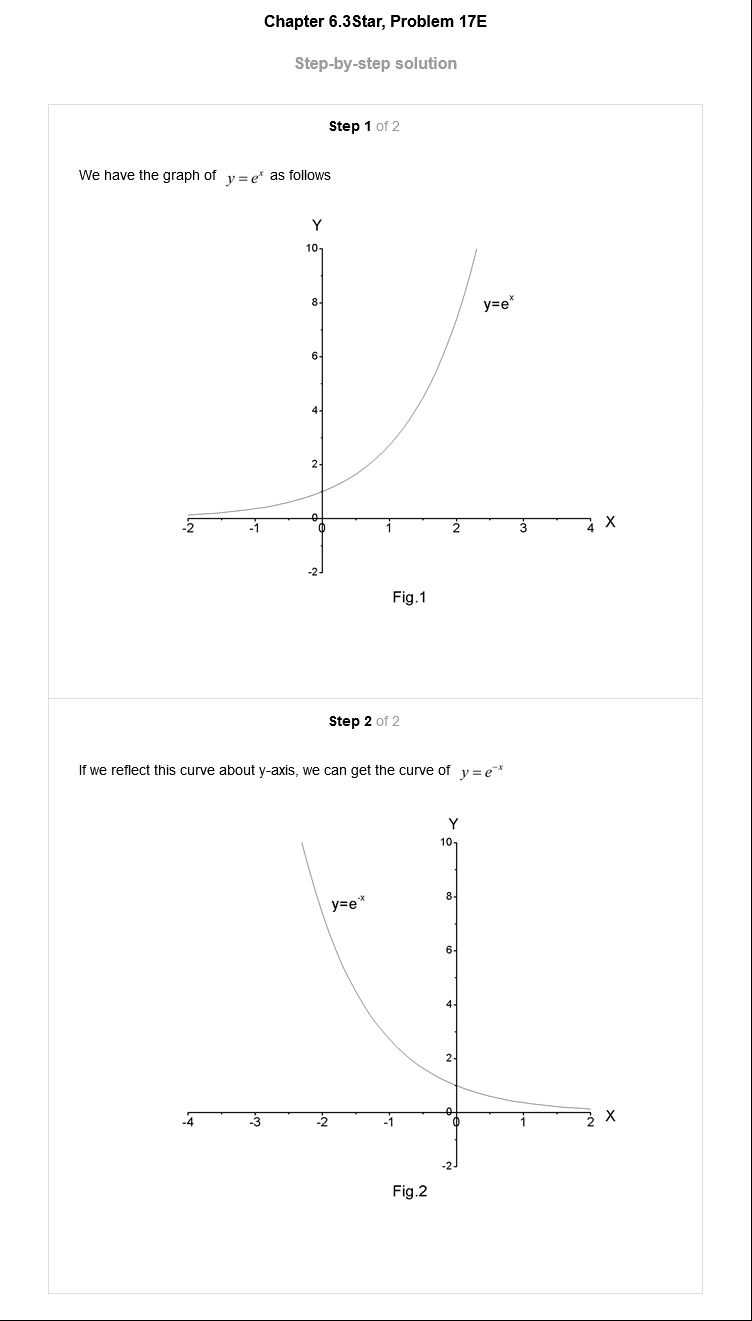 Chapter 6.3Star, Problem 17E
Step-by-step solution
Step 1 of 2
We have the graph of y = eˣ as follows
Y
10
8
y=eˣ
6
4
2
0
-2 -1 0 1 2 3 4 X
-2
Fig.1
Step 2 of 2
If we reflect this curve about y-axis, we can get the curve of y = e⁻ˣ
Y
10
8
y=e⁻ˣ
6
4
2
0
-4 -3 -2 -1 0 1 2 X
-2
Fig.2